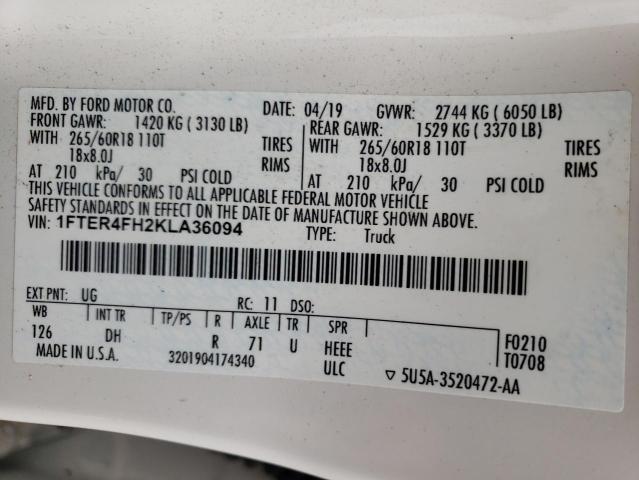 MFD. BY FORD MOTOR CO. DATE: 04/19 GVWR: 2744 KG ( 6050 LB)
FRONT GAWR: 1420 KG ( 3130 LB) REAR GAWR: 1529 KG ( 3370 LB)
WITH 265/60R18 110T TIRES WITH 265/60R18 110T TIRES
18x8.0J RIMS 18x8.0J RIMS
AT 210 kPa/ 30 PSI COLD AT 210 kPa/ 30 PSI COLD
THIS VEHICLE CONFORMS TO ALL APPLICABLE FEDERAL MOTOR VEHICLE
SAFETY STANDARDS IN EFFECT ON THE DATE OF MANUFACTURE SHOWN ABOVE.
VIN: 1FTER4FH2KLA36094 TYPE: Truck
EXT PNT: UG RC: 11 DSO:
WB INT TR TP/PS R AXLE TR SPR
126 DH R 71 U HEEE F0210
ULC T0708
MADE IN U.S.A. 3201904174340 ▽ 5U5A-3520472-AA